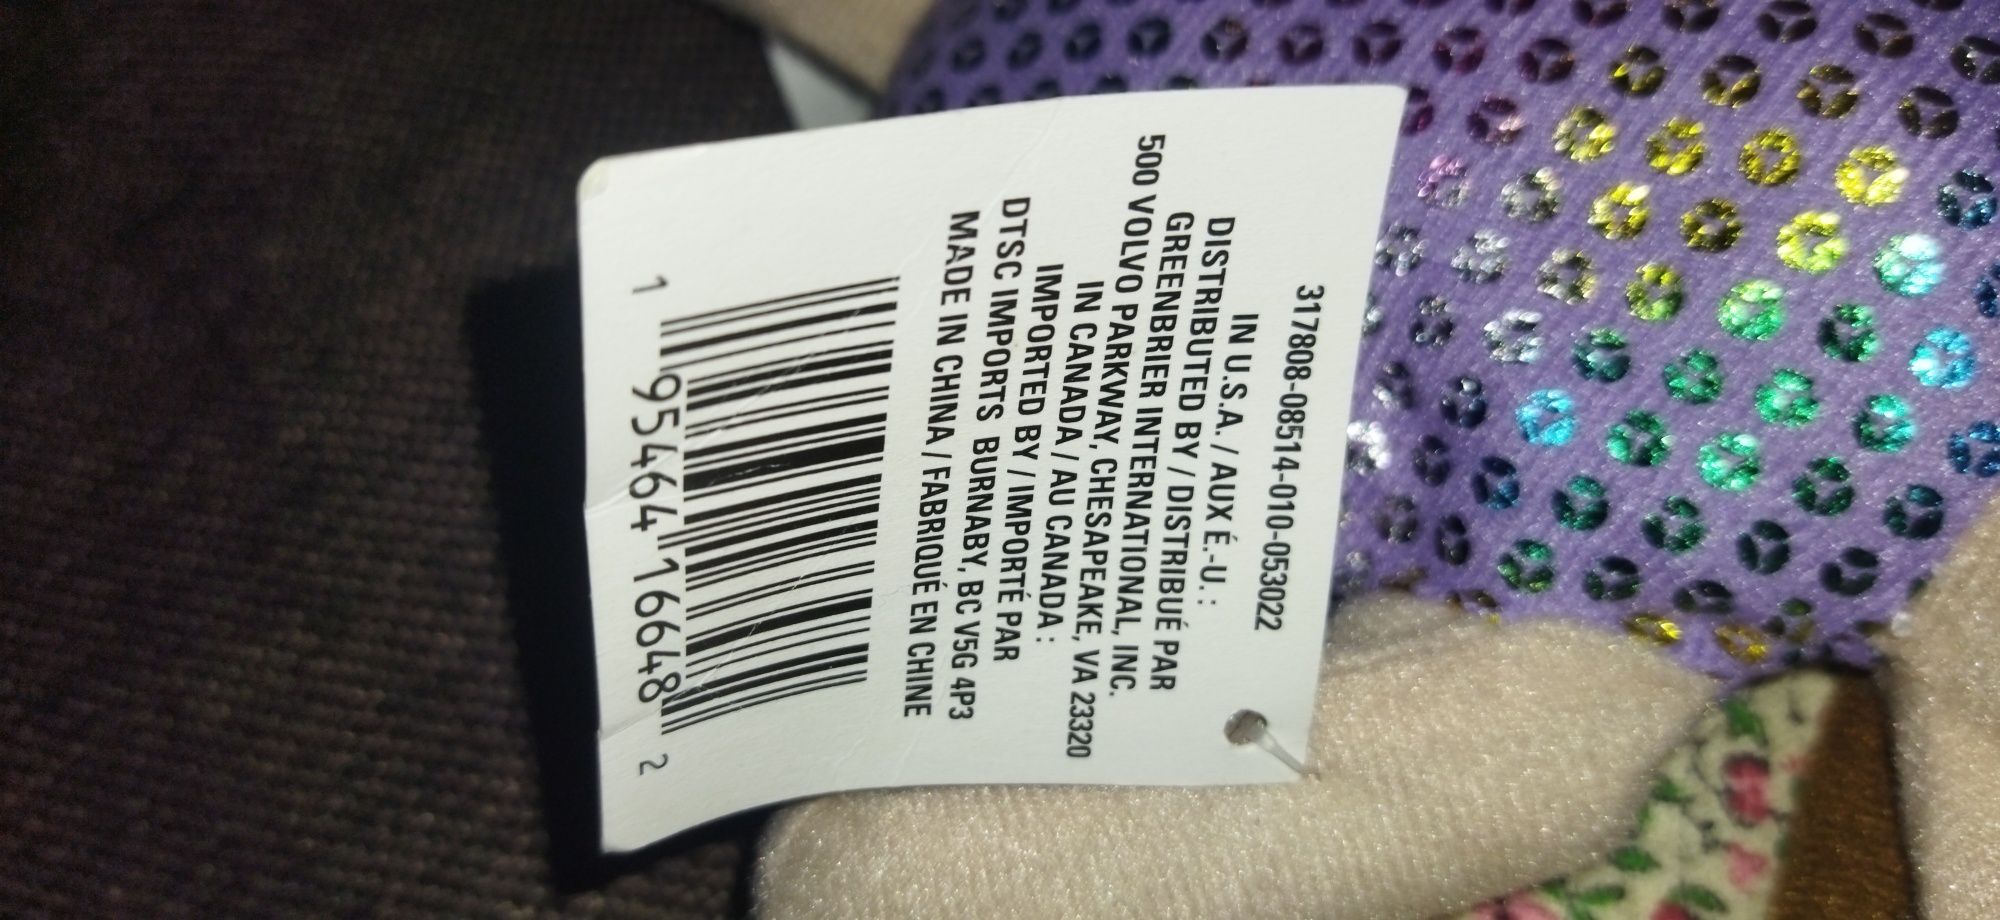 317808-08514-010-053022
IN U.S.A. / AUX É.-U. :
DISTRIBUTED BY / DISTRIBUÉ PAR
GREENBRIER INTERNATIONAL, INC.
500 VOLVO PARKWAY, CHESAPEAKE, VA 23320
IN CANADA / AU CANADA :
IMPORTED BY / IMPORTÉ PAR
DTSC IMPORTS BURNABY, BC V5G 4P3
MADE IN CHINA / FABRIQUÉ EN CHINE
1 95464 16648 2